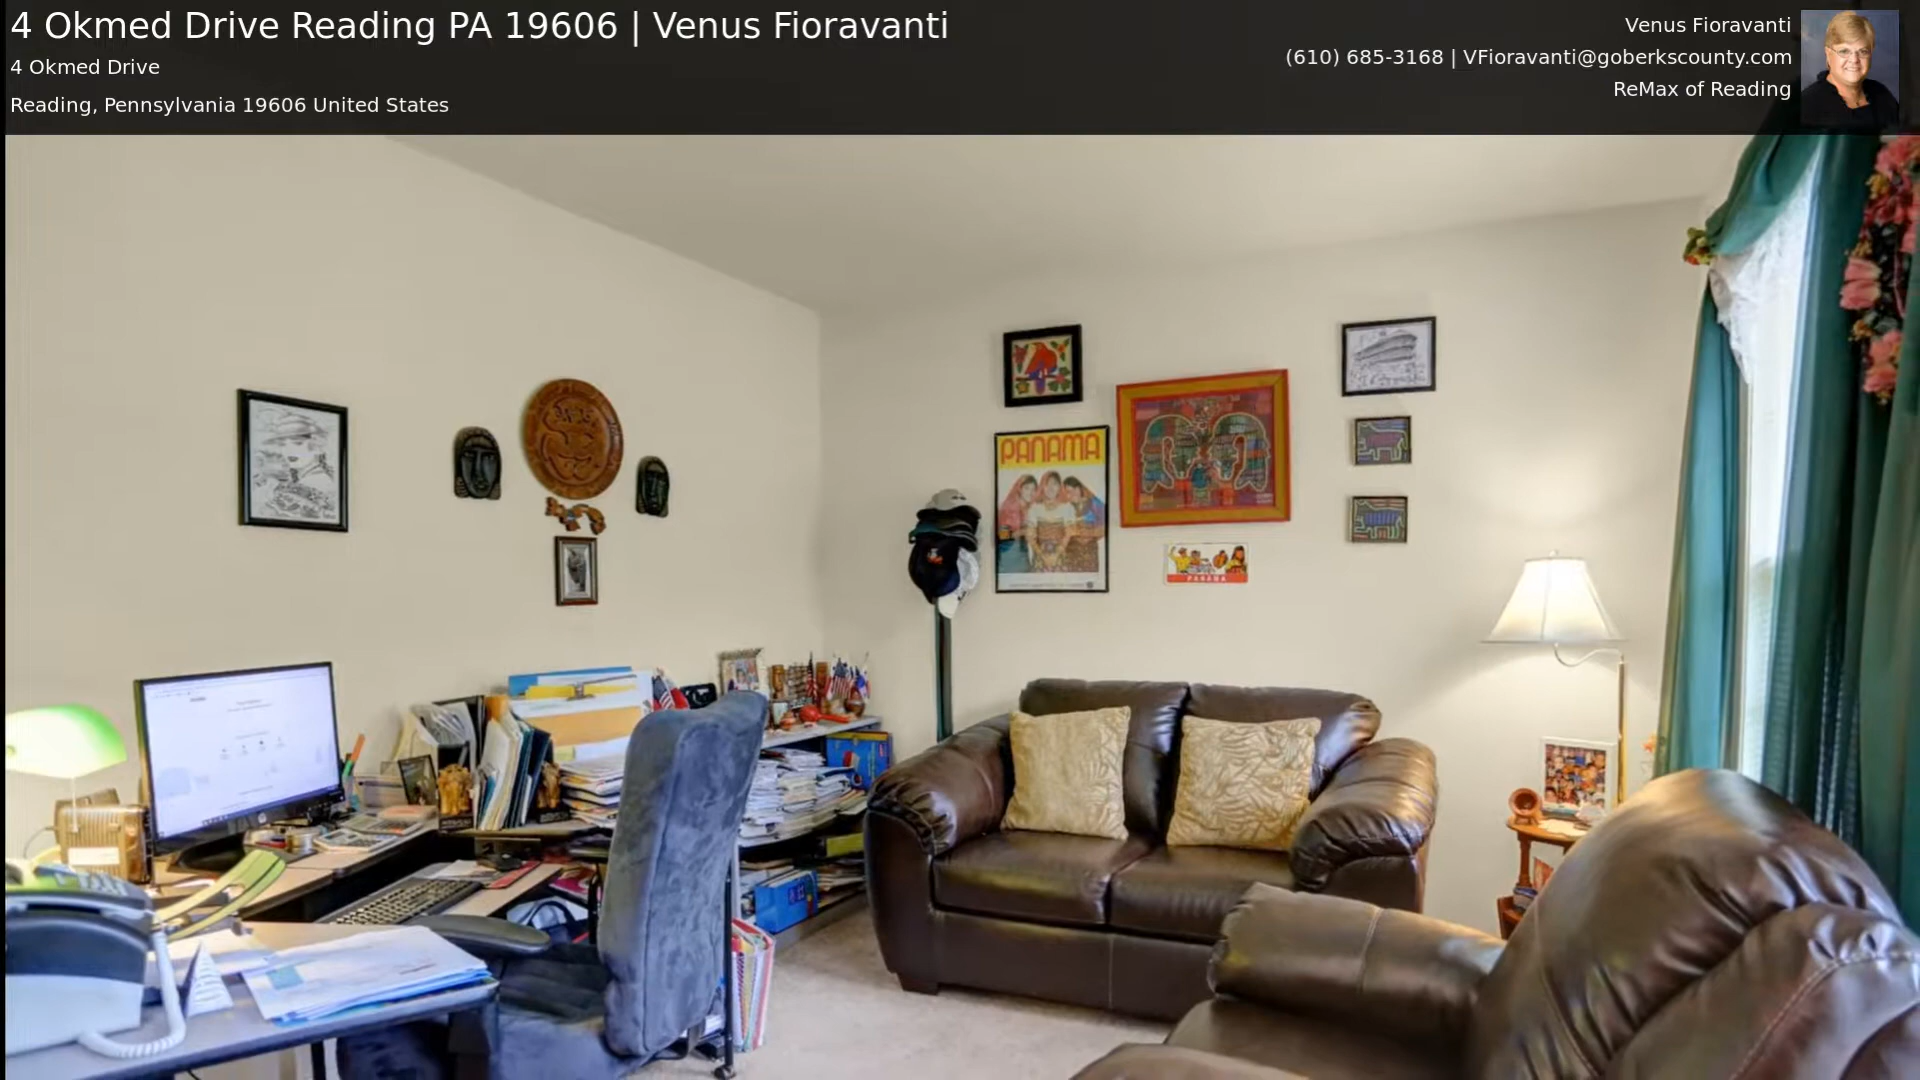 4 Okmed Drive Reading PA 19606 | Venus Fioravanti
4 Okmed Drive
Reading, Pennsylvania 19606 United States
Venus Fioravanti
(610) 685-3168 | VFioravanti@goberkscounty.com
ReMax of Reading
PANAMA
PANAMA